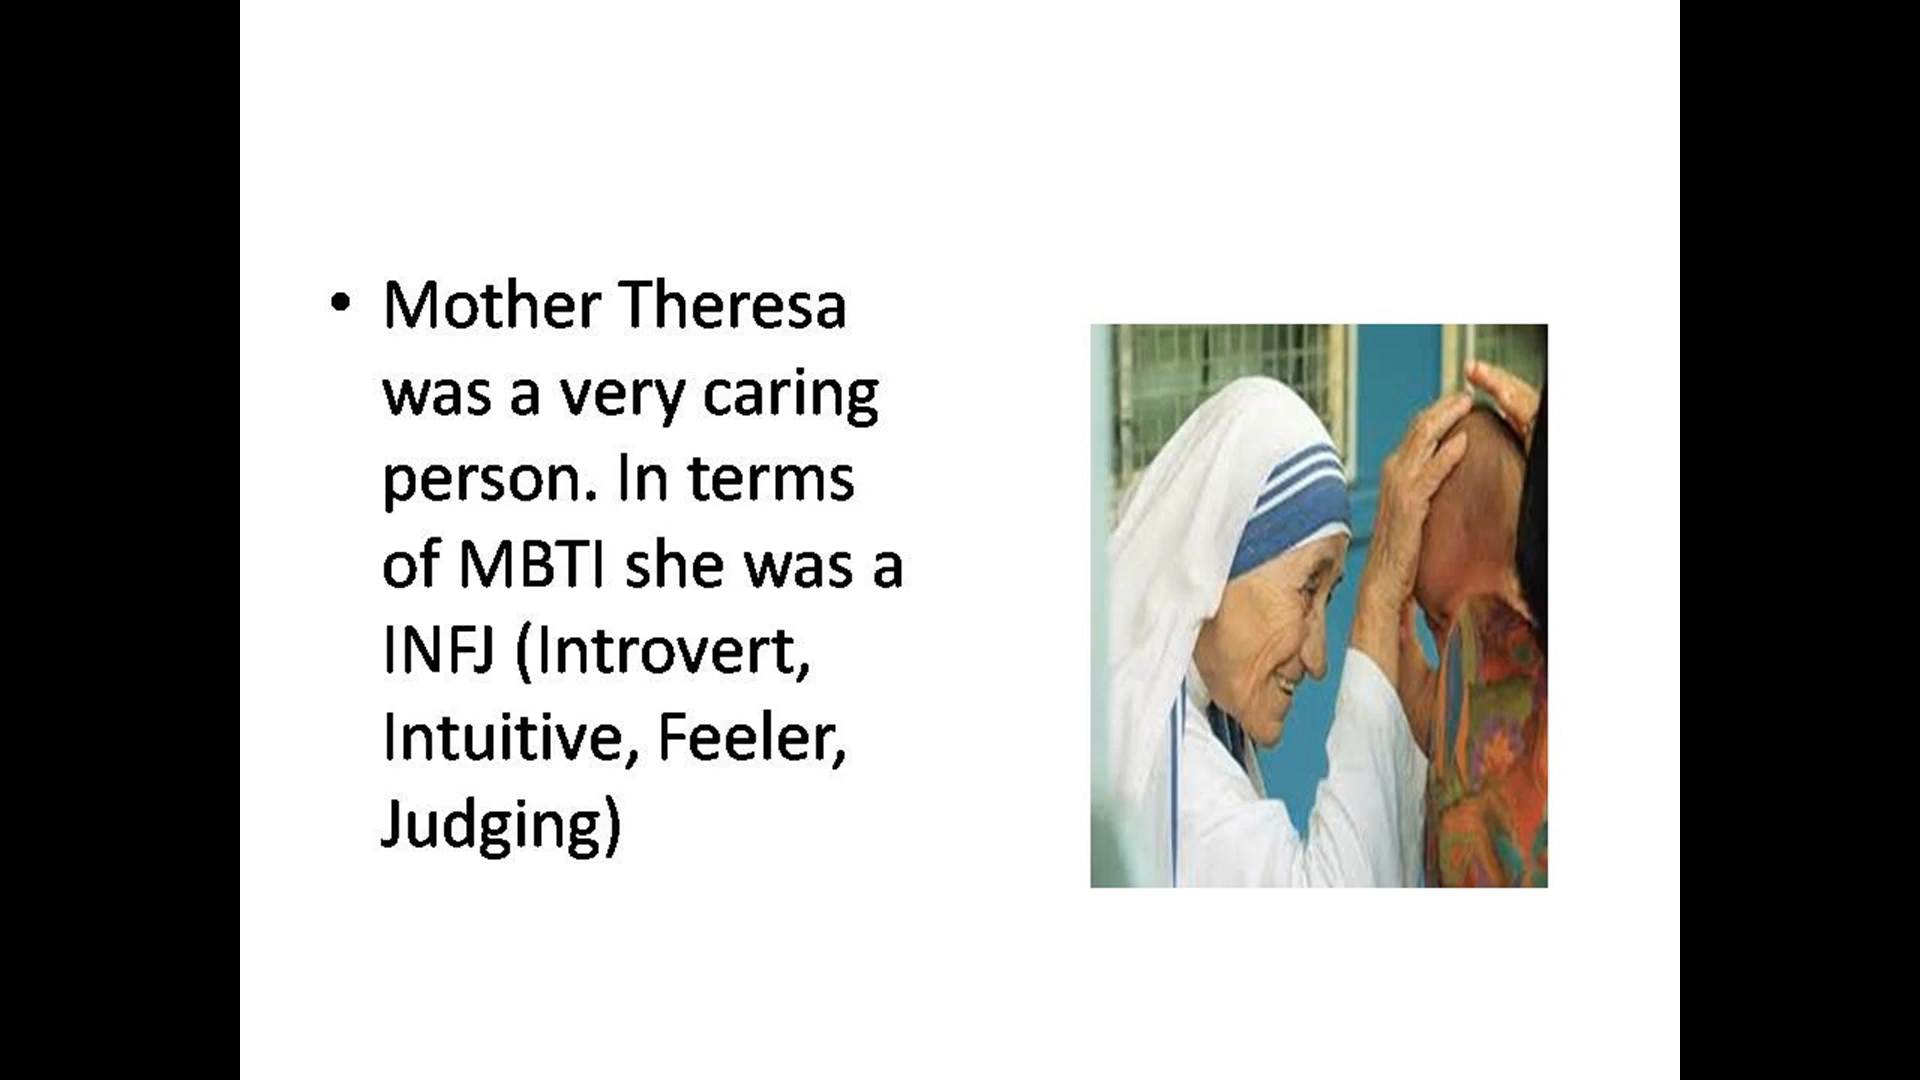 • Mother Theresa
was a very caring
person. In terms
of MBTI she was a
INFJ (Introvert,
Intuitive, Feeler,
Judging)